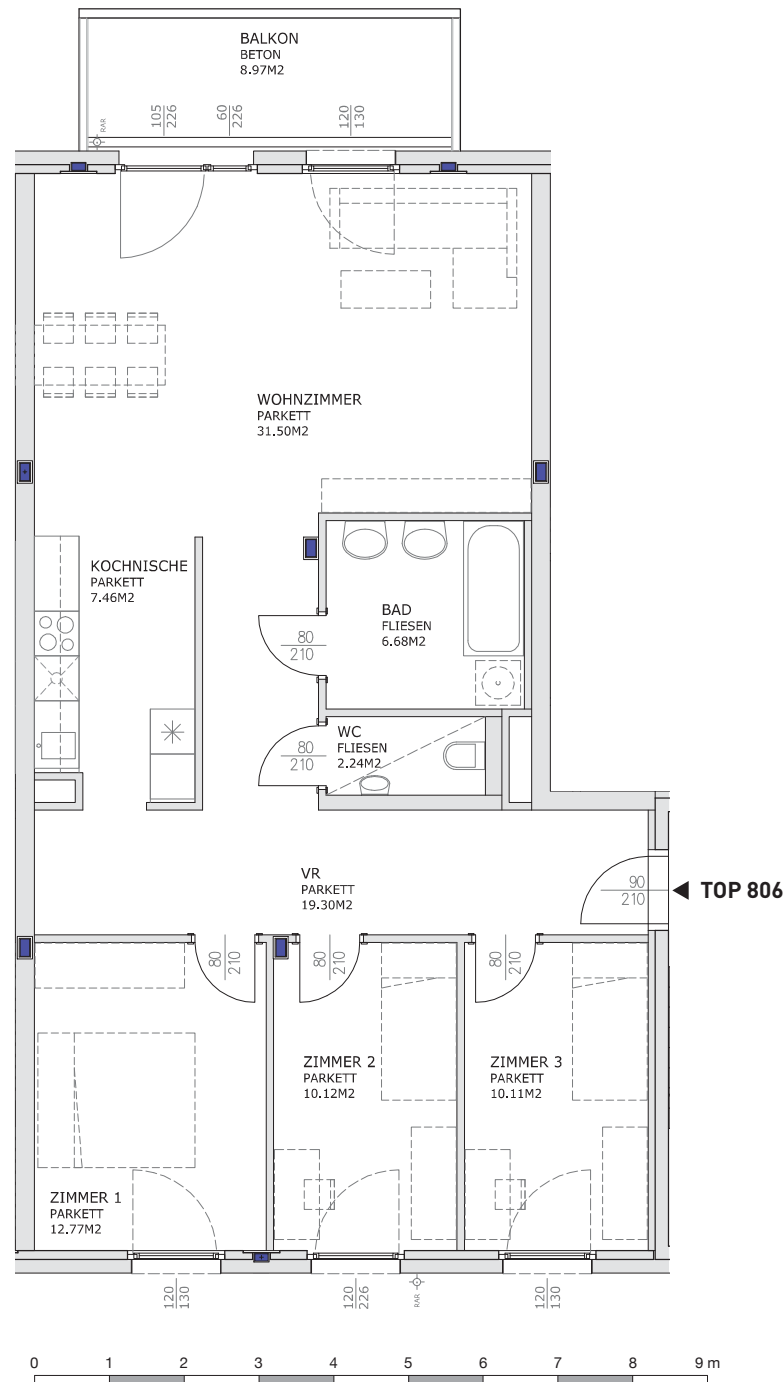 BALKON
BETON
8.97M2
RAR
105
226
60
226
120
130
WOHNZIMMER
PARKETT
31.50M2
KOCHNISCHE
PARKETT
7.46M2
BAD
FLIESEN
6.68M2
80
210
WC
FLIESEN
2.24M2
80
210
VR
PARKETT
19.30M2
90
210
TOP 806
80
210
80
210
80
210
ZIMMER 2
PARKETT
10.12M2
ZIMMER 3
PARKETT
10.11M2
ZIMMER 1
PARKETT
12.77M2
120
130
120
226
RAR
120
130
0 1 2 3 4 5 6 7 8 9 m